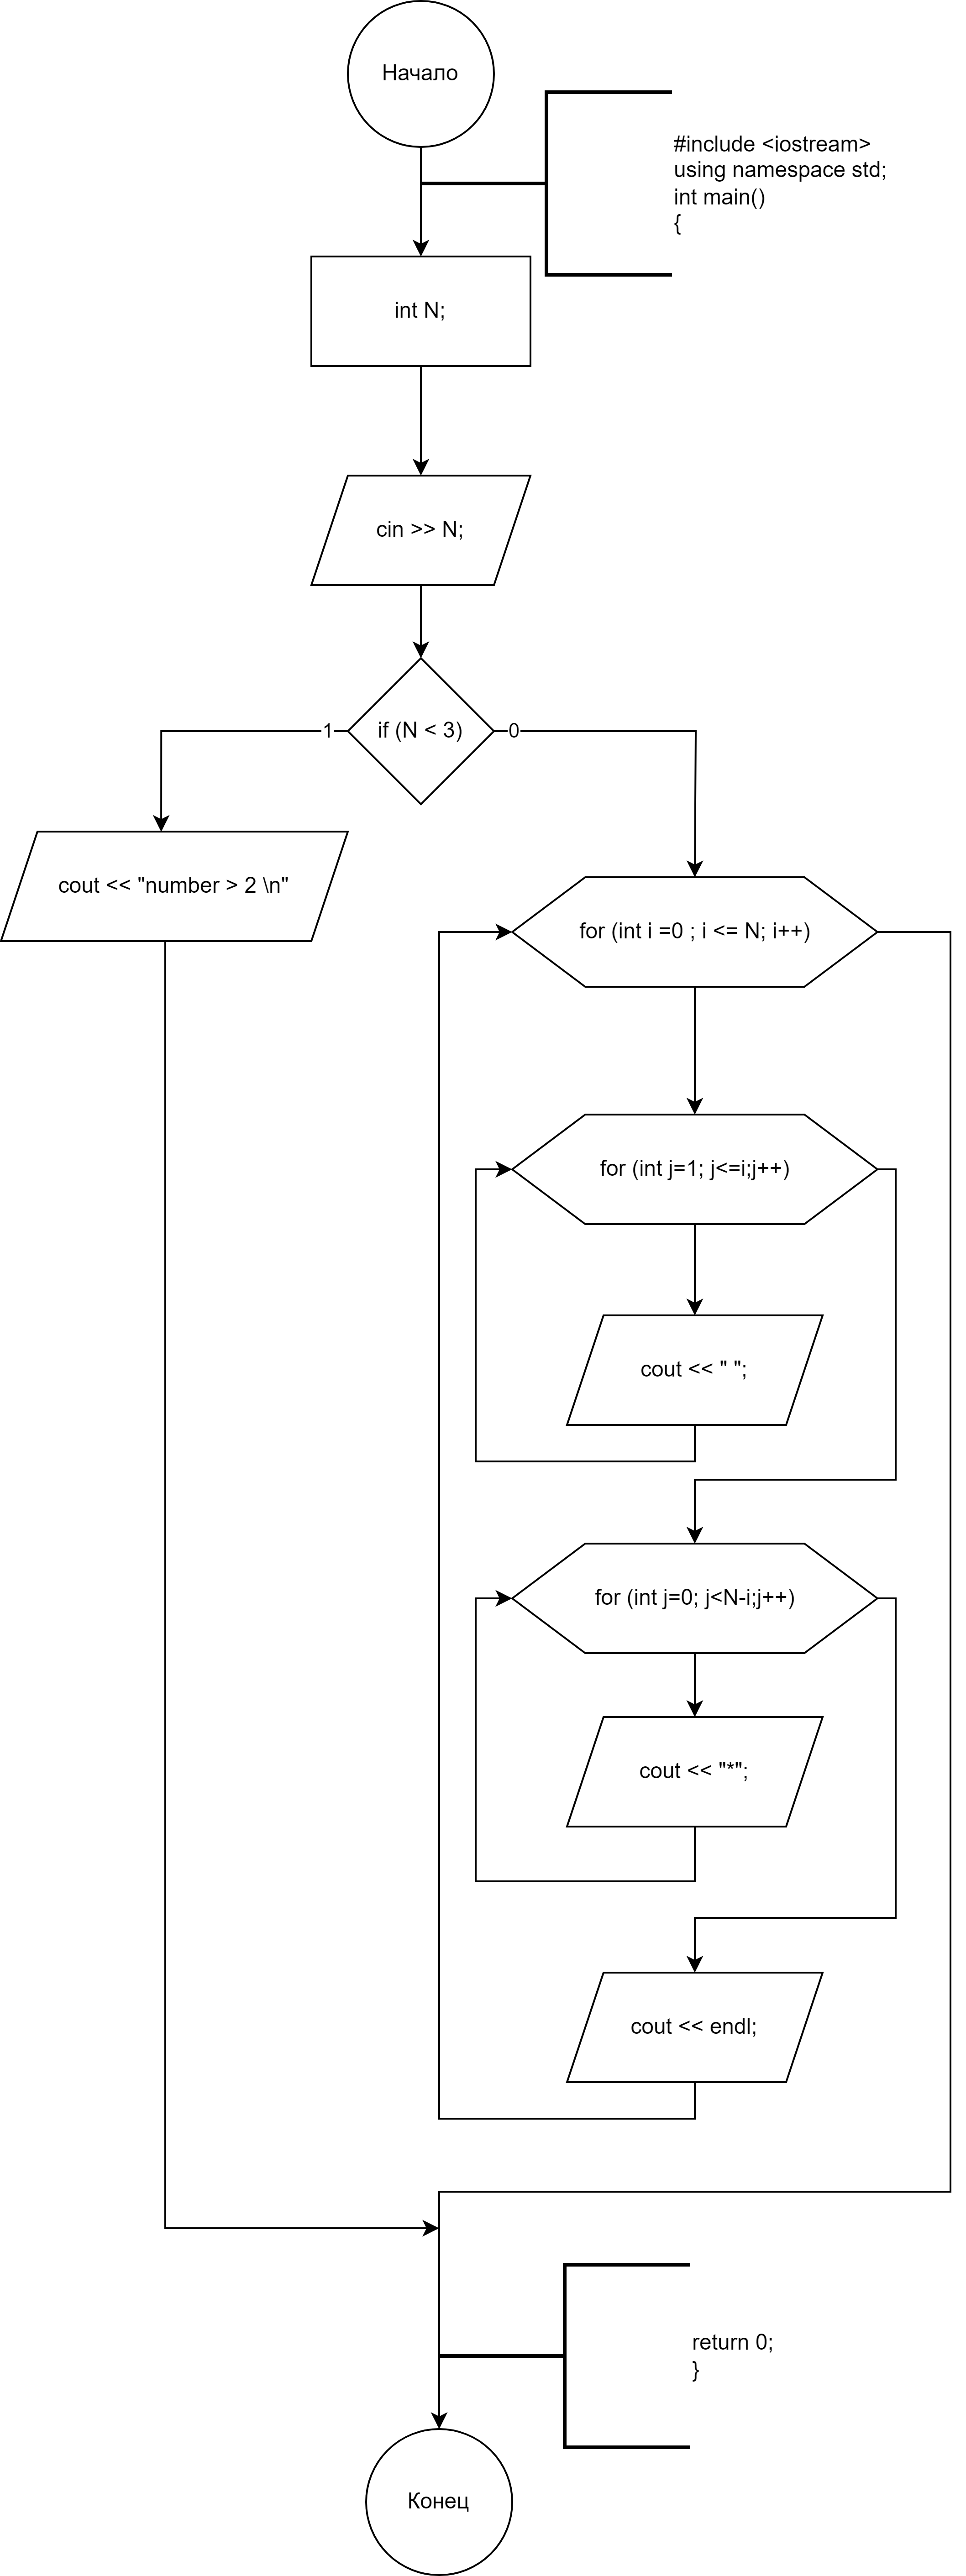 Начало
#include <iostream>
using namespace std;
int main()
{
int N;
cin >> N;
if (N < 3)
1
0
cout << "number > 2 \n"
for (int i =0 ; i <= N; i++)
for (int j=1; j<=i;j++)
cout << " ";
for (int j=0; j<N-i;j++)
cout << "*";
cout << endl;
return 0;
}
Конец